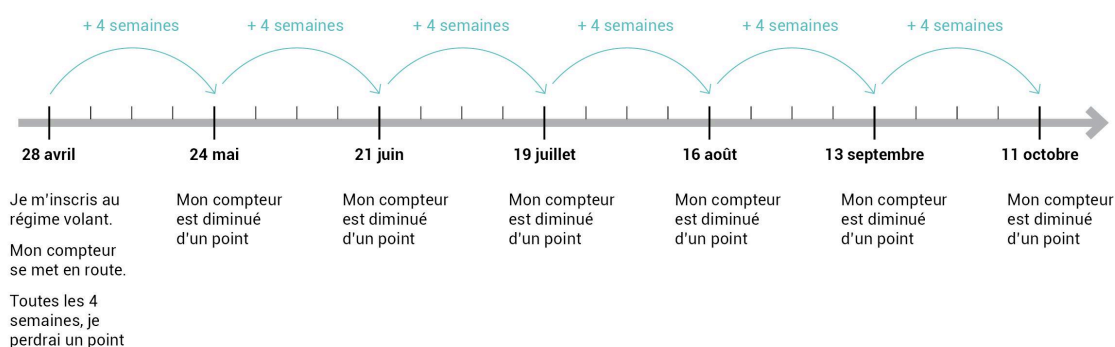 + 4 semaines
+ 4 semaines
+ 4 semaines
+ 4 semaines
+ 4 semaines
+ 4 semaines
28 avril
24 mai
21 juin
19 juillet
16 août
13 septembre
11 octobre
Je m'inscris au
régime volant.
Mon compteur
se met en route.
Toutes les 4
semaines, je
perdrai un point
Mon compteur
est diminué
d'un point
Mon compteur
est diminué
d'un point
Mon compteur
est diminué
d'un point
Mon compteur
est diminué
d'un point
Mon compteur
est diminué
d'un point
Mon compteur
est diminué
d'un point